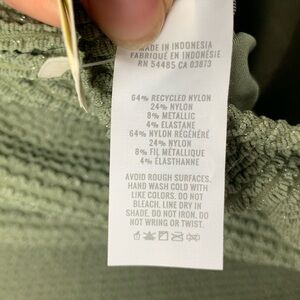 MADE IN INDONESIA
FABRIQUÉ EN INDONÉSIE
RN 54485 CA 03873
64% RECYCLED NYLON
24% NYLON
8% METALLIC
4% ELASTANE
64% NYLON RÉGÉNÉRÉ
24% NYLON
8% FIL MÉTALLIQUE
4% ÉLASTHANNE
AVOID ROUGH SURFACES.
HAND WASH COLD WITH
LIKE COLORS. DO NOT
BLEACH. LINE DRY IN
SHADE. DO NOT IRON. DO
NOT WRING OR TWIST.